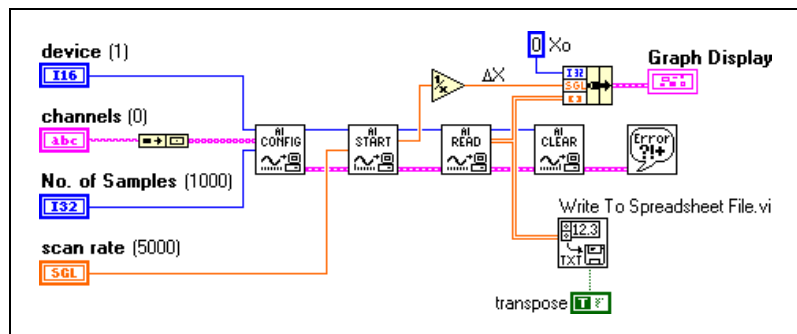 device (1)
I16
channels (0)
abc
No. of Samples (1000)
I32
scan rate (5000)
SGL
AI
CONFIG
AI
START
AI
READ
AI
CLEAR
Error
?!+
1/x
ΔX
0 Xo
I32
SGL
Graph Display
Write To Spreadsheet File.vi
12.3
TXT
transpose
T F